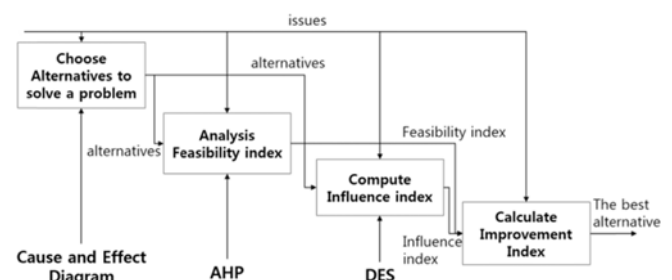 issues
Choose
Alternatives to
solve a problem
alternatives
Analysis
Feasibility index
alternatives
Feasibility index
Compute
Influence index
The best
alternative
Calculate
Improvement
Index
Influence
index
Cause and Effect
Diagram
AHP
DES